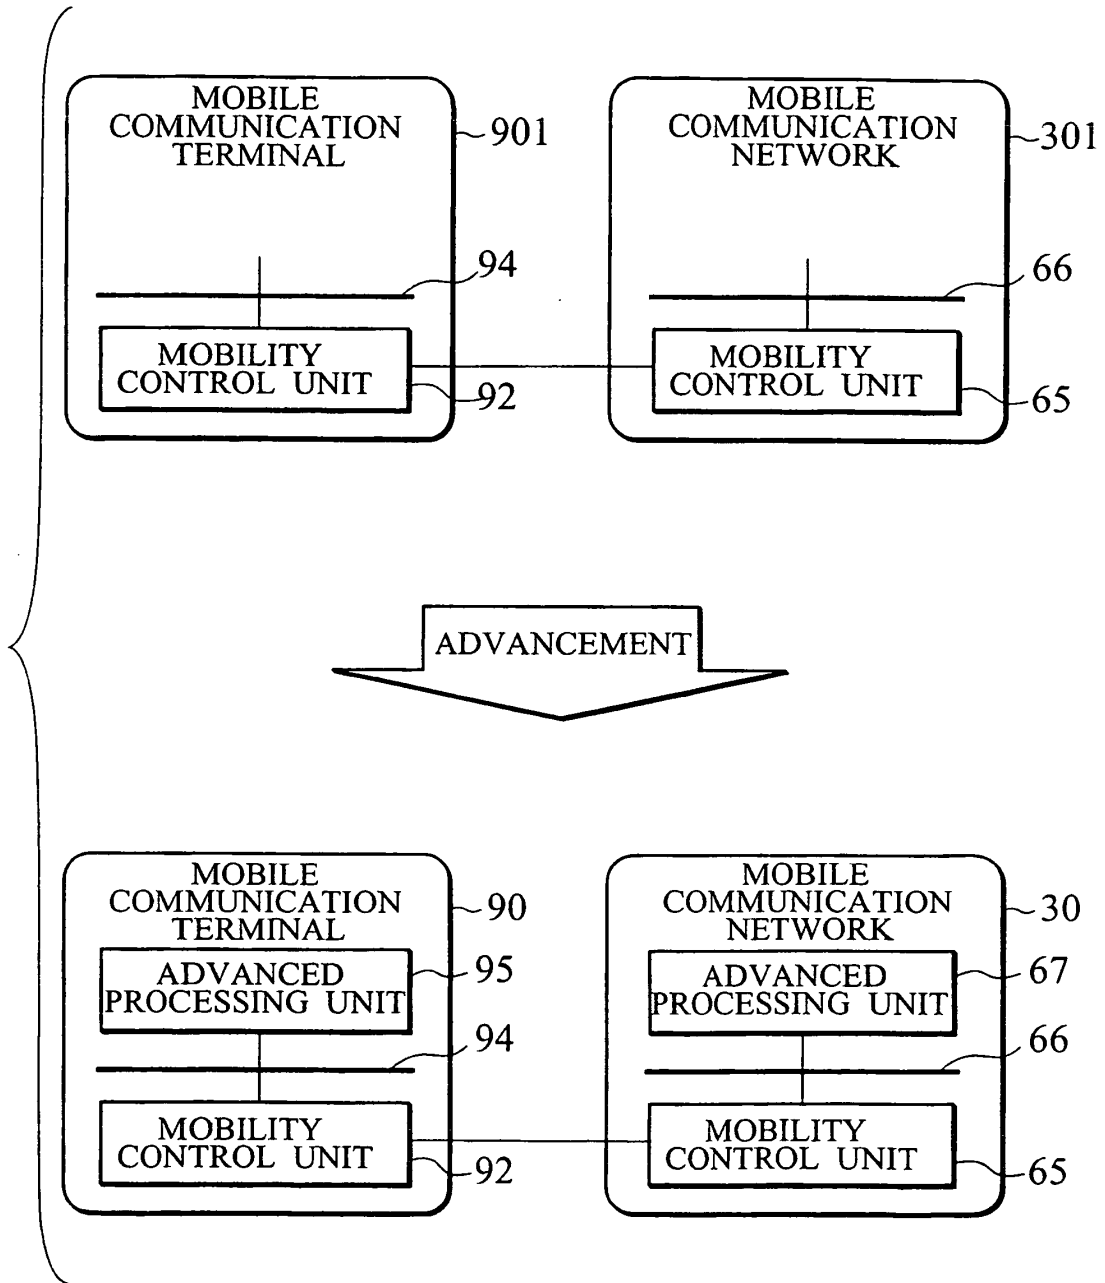 MOBILE
COMMUNICATION
TERMINAL
901
94
MOBILITY
CONTROL UNIT
92
MOBILE
COMMUNICATION
NETWORK
301
66
MOBILITY
CONTROL UNIT
65
ADVANCEMENT
MOBILE
COMMUNICATION
TERMINAL
90
ADVANCED
PROCESSING UNIT
95
94
MOBILITY
CONTROL UNIT
92
MOBILE
COMMUNICATION
NETWORK
30
ADVANCED
PROCESSING UNIT
67
66
MOBILITY
CONTROL UNIT
65